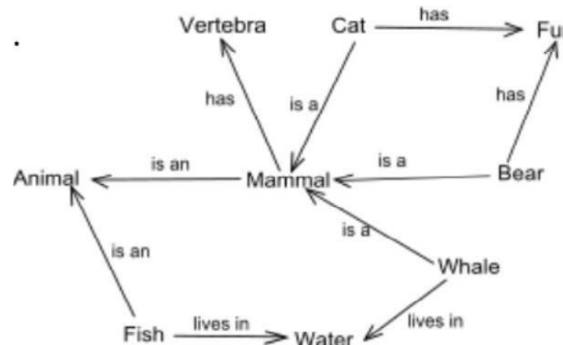 Vertebra Cat has Fu
has is a has
Animal is an Mammal is a Bear
is an is a Whale
Fish lives in Water lives in